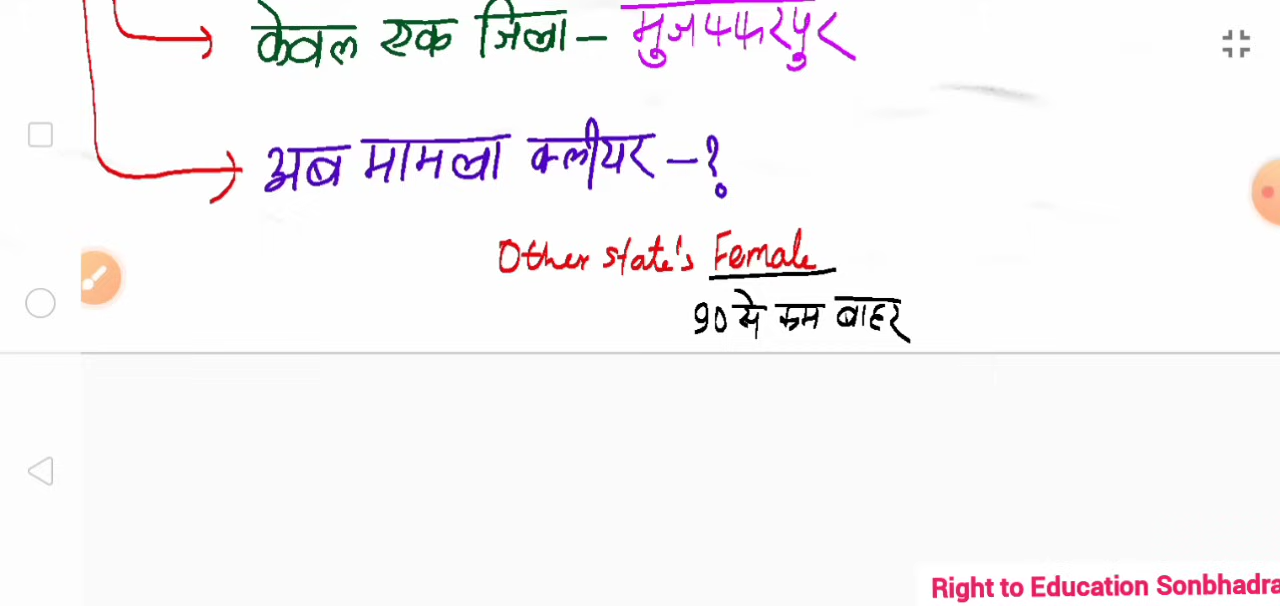 केवल एक जिला – मुजफ्फरपुर
अब मामला क्लीयर – ?
Other state's Female
90 से कम बाहर
Right to Education Sonbhadra